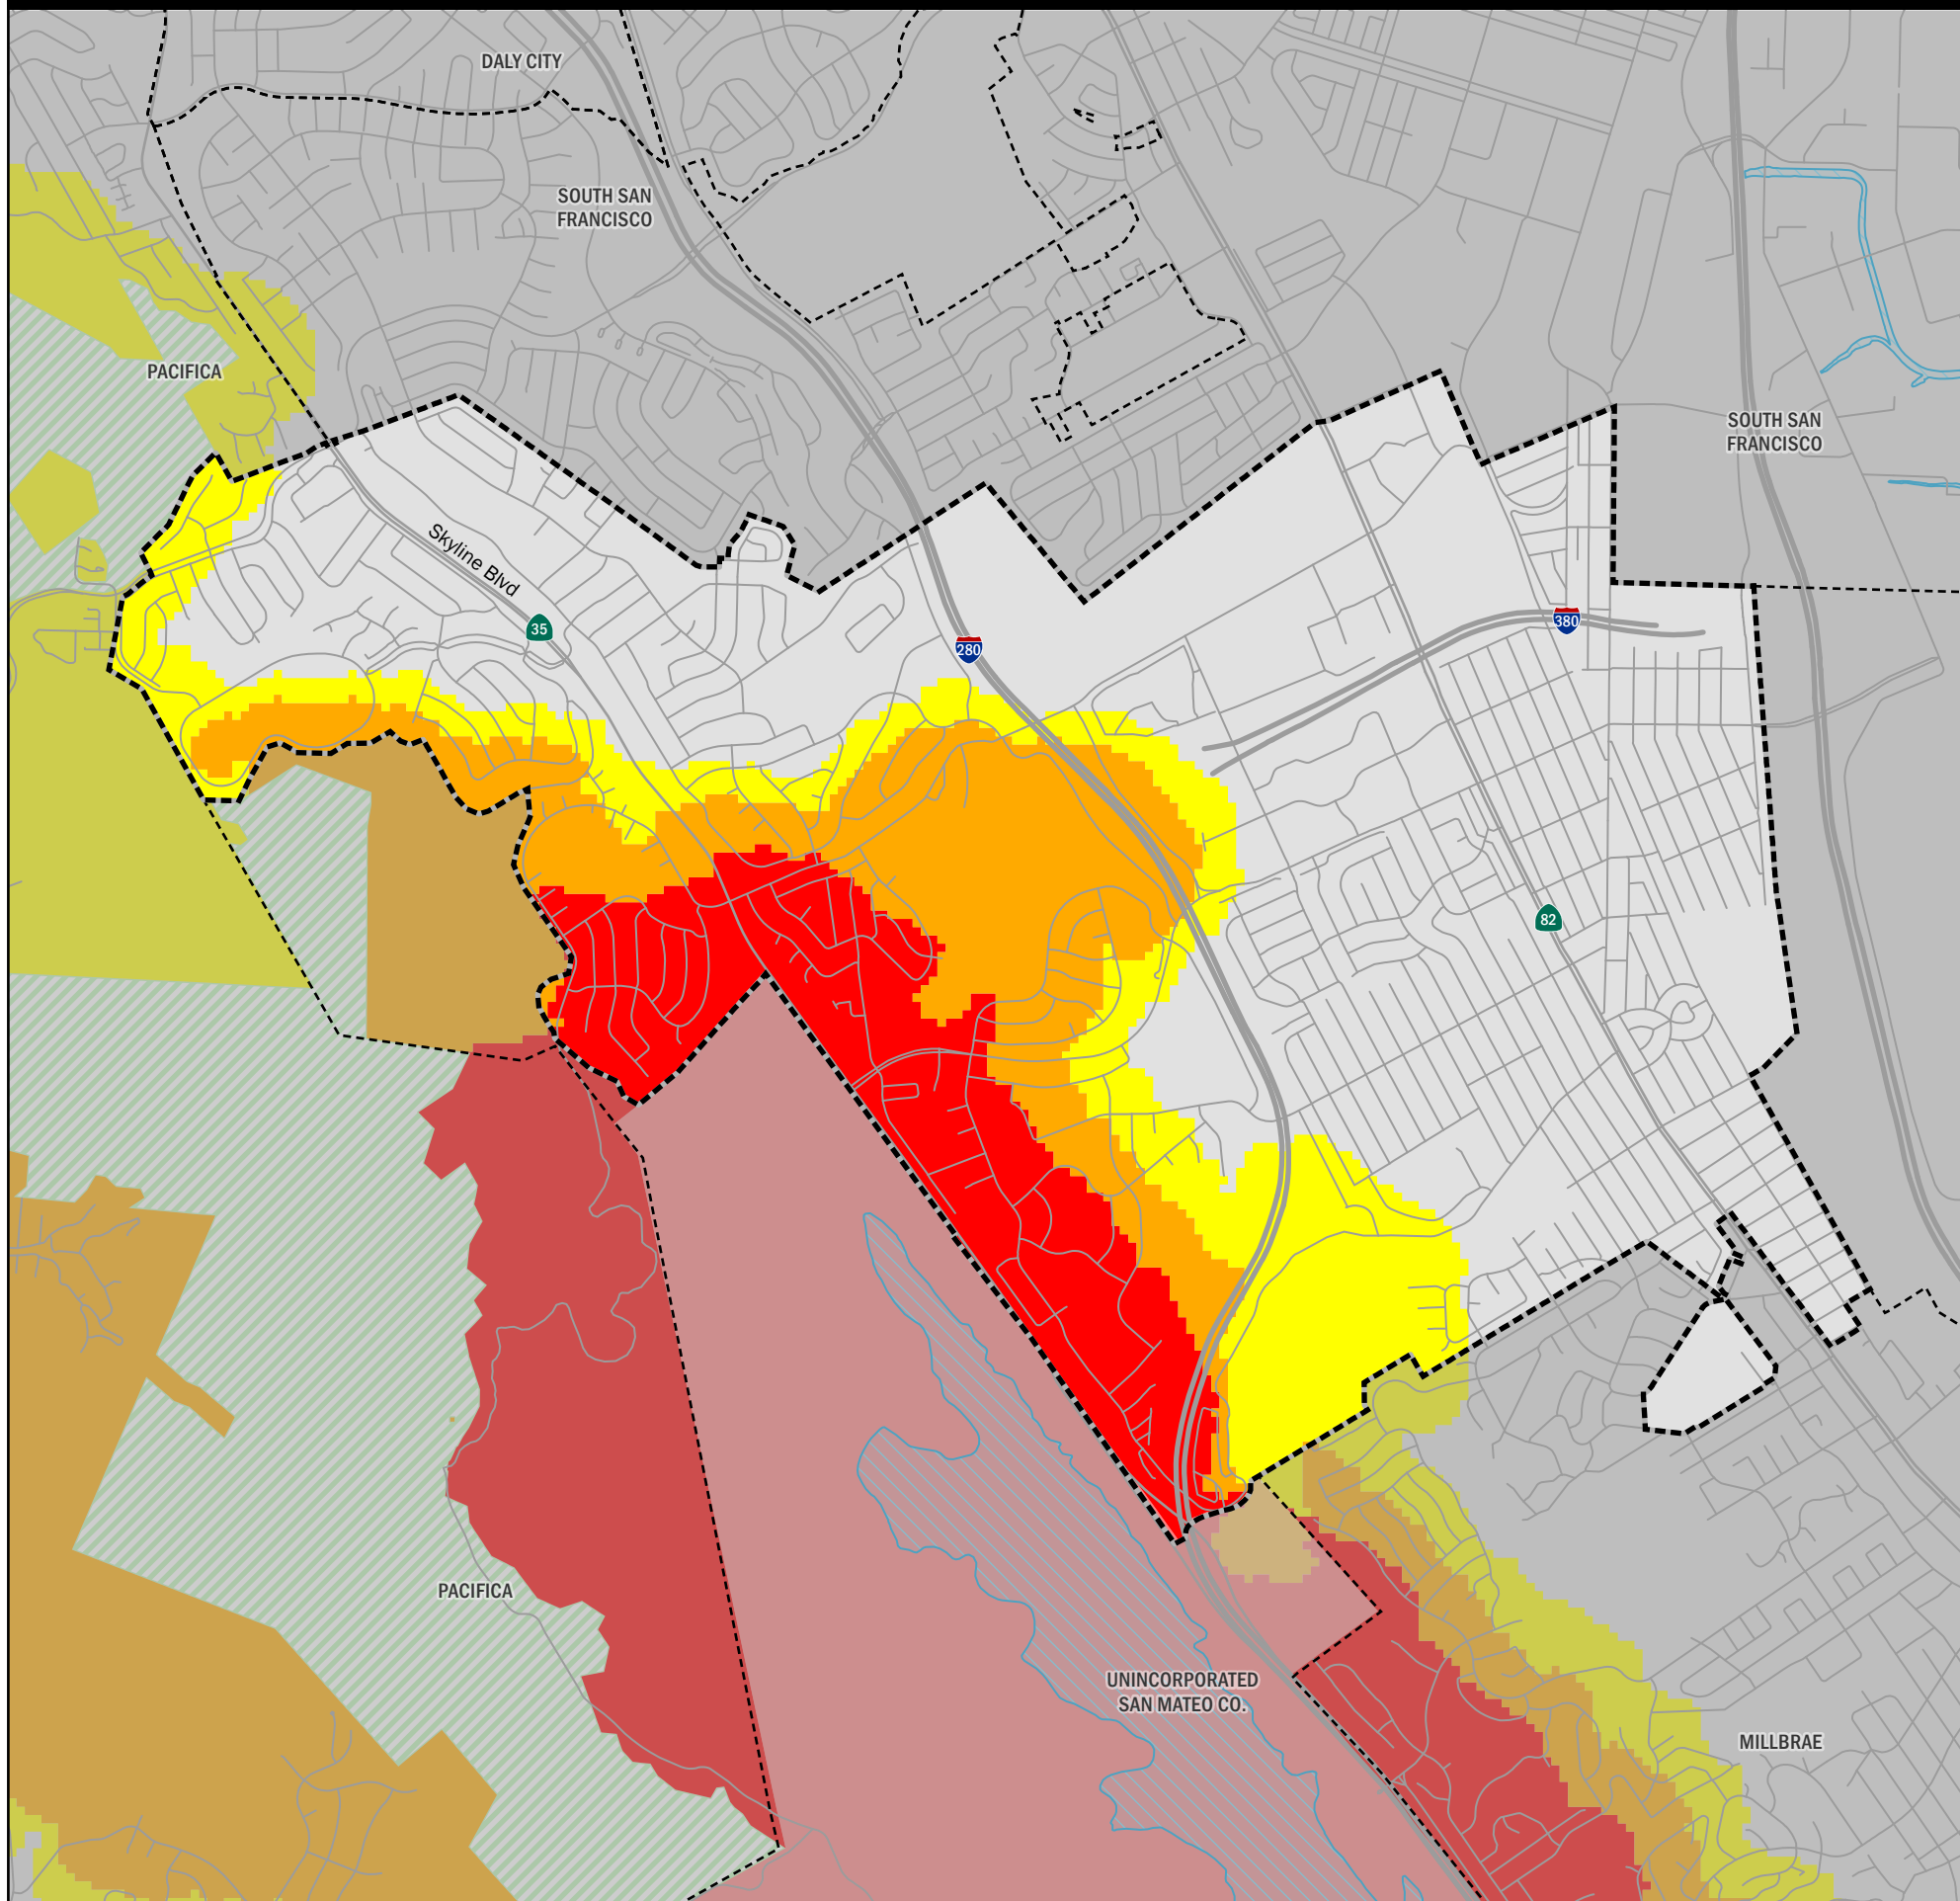 DALY CITY
SOUTH SAN
FRANCISCO
PACIFICA
SOUTH SAN
FRANCISCO
Skyline Blvd
35
280
380
82
PACIFICA
UNINCORPORATED
SAN MATEO CO.
MILLBRAE